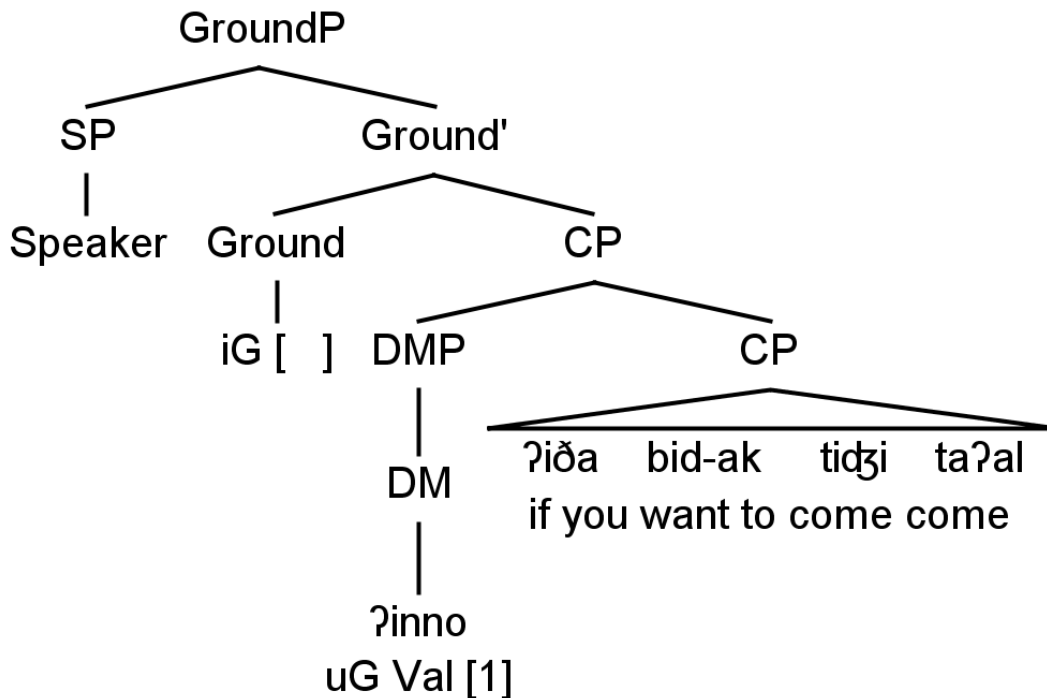 GroundP
SP Ground'
Speaker Ground CP
iG [ ] DMP CP
ʔiða bid-ak tiʤi taʔal
DM
if you want to come come
ʔinno
uG Val [1]